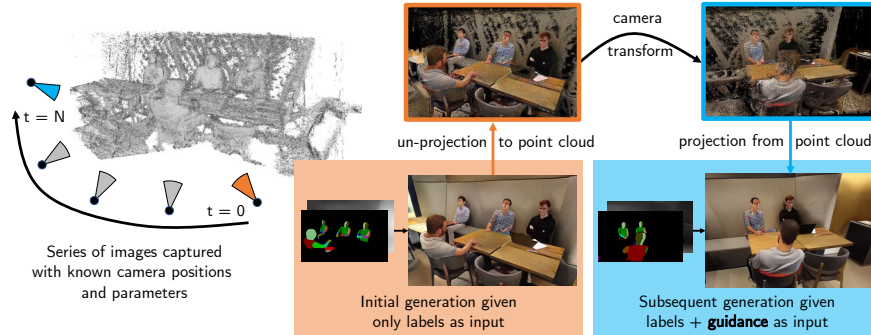 t = N
t = 0
Series of images captured
with known camera positions
and parameters
camera
transform
un-projection to point cloud
projection from point cloud
Initial generation given
only labels as input
Subsequent generation given
labels + guidance as input